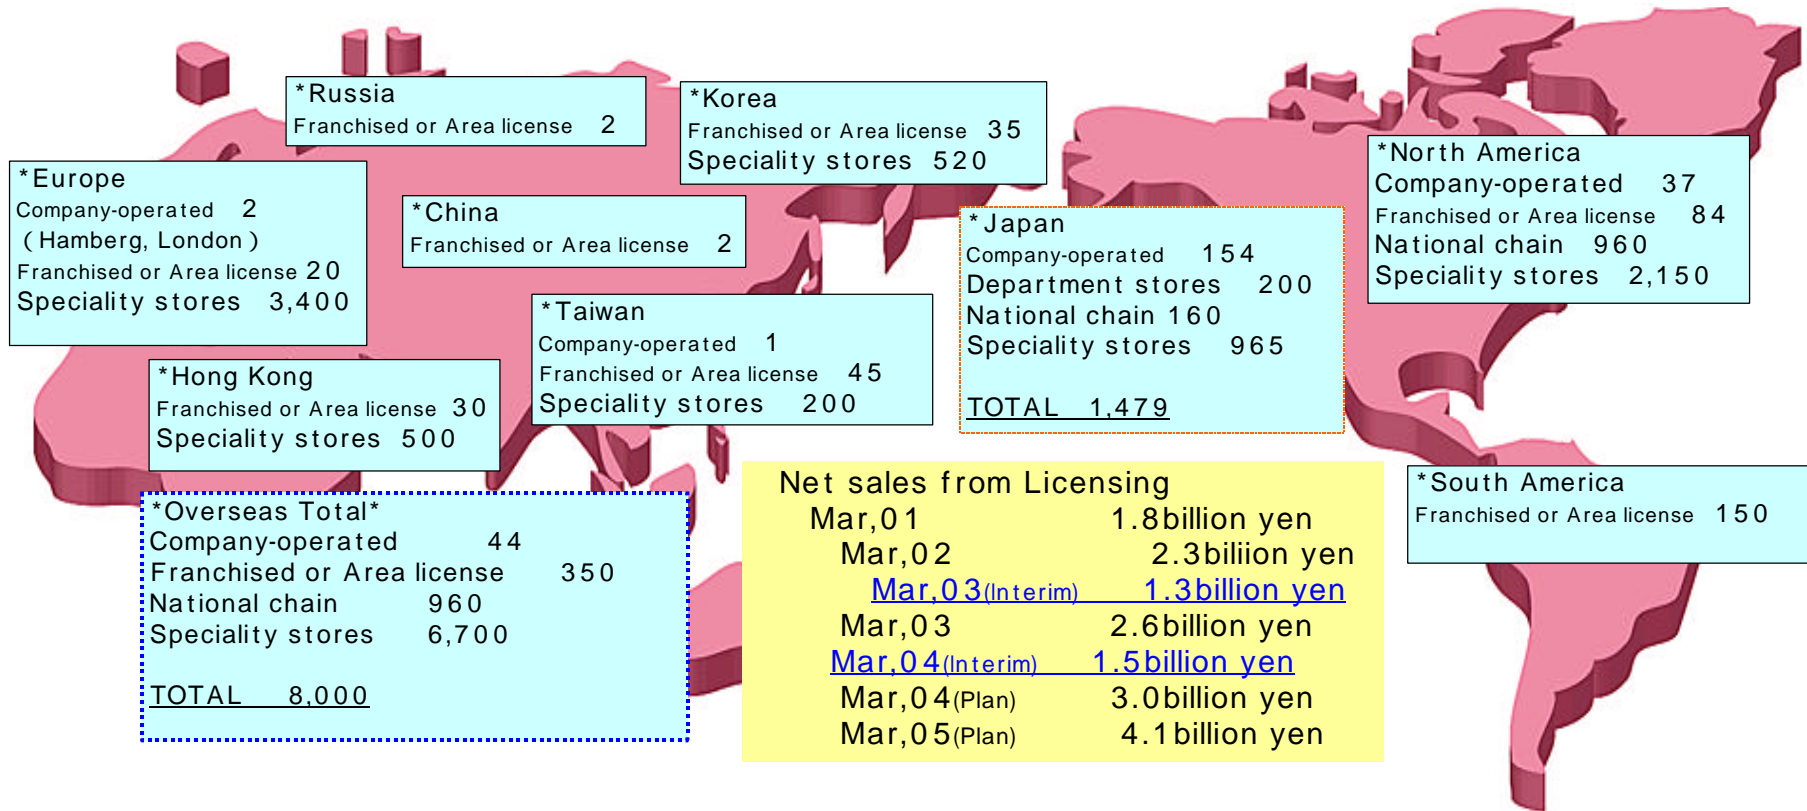 *Russia
Franchised or Area license 2
*Korea
Franchised or Area license 35
Speciality stores 520
*North America
Company-operated 37
Franchised or Area license 84
National chain 960
Speciality stores 2,150
*Europe
Company-operated 2
(Hamberg, London)
Franchised or Area license 20
Speciality stores 3,400
*China
Franchised or Area license 2
*Japan
Company-operated 154
Department stores 200
National chain 160
Speciality stores 965
TOTAL 1,479
*Taiwan
Company-operated 1
Franchised or Area license 45
Speciality stores 200
*Hong Kong
Franchised or Area license 30
Speciality stores 500
*South America
Franchised or Area license 150
*Overseas Total*
Company-operated 44
Franchised or Area license 350
National chain 960
Speciality stores 6,700
TOTAL 8,000
Net sales from Licensing
Mar,01 1.8billion yen
Mar,02 2.3biliion yen
Mar,03(Interim) 1.3billion yen
Mar,03 2.6billion yen
Mar,04(Interim) 1.5billion yen
Mar,04(Plan) 3.0billion yen
Mar,05(Plan) 4.1billion yen